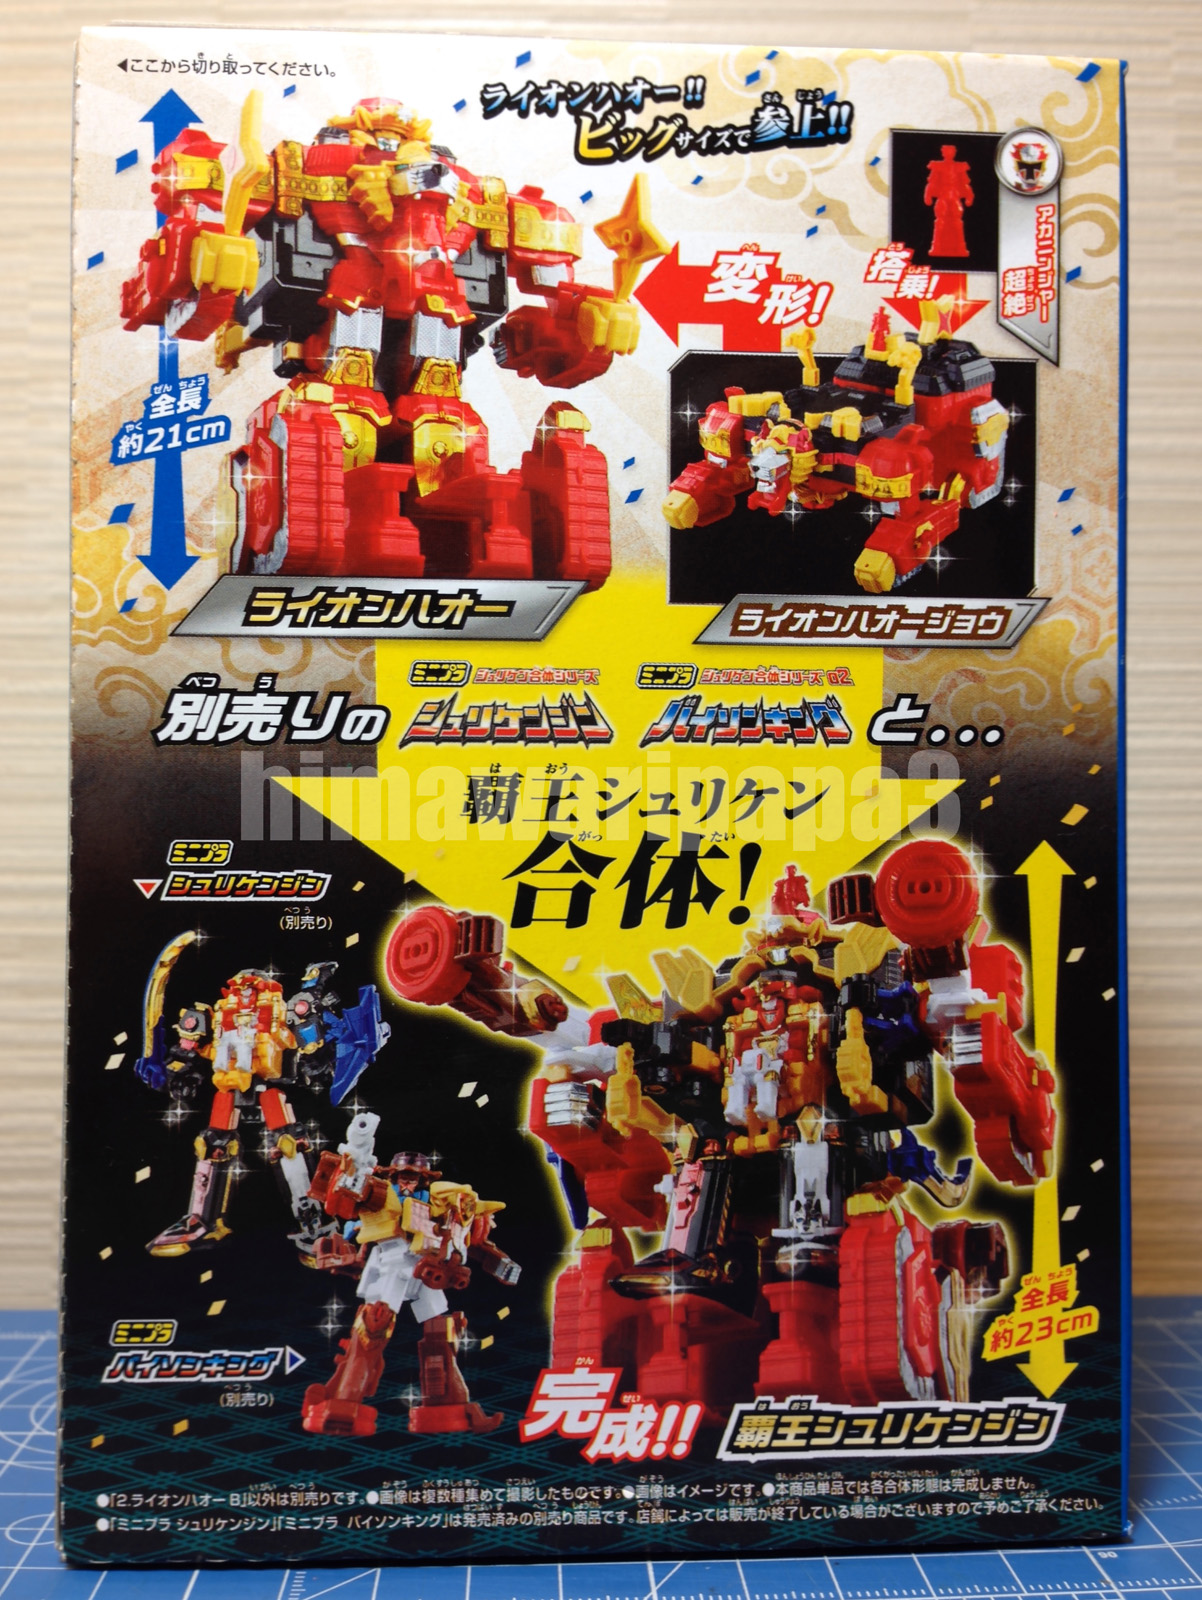 ◀ここから切り取ってください。
ライオンハオー!!
ビッグサイズで参上!!
アカニンジャー
超絶
搭乗!
変形!
全長
約21cm
ライオンハオー
ライオンハオージョウ
別売りの
ミニプラ シュリケン合体シリーズ
シュリケンジン
ミニプラ シュリケン合体シリーズ02
バイソンキング
と...
himawaripapa3
覇王シュリケン
合体!
ミニプラ
▼シュリケンジン
(別売り)
ミニプラ
バイソンキング▶
(別売り)
全長
約23cm
完成!!
覇王シュリケンジン
●「2.ライオンハオーB」以外は別売りです。●画像は複数種集めて撮影したものです。●画像はイメージです。●本商品単品では各合体形態は完成しません。
●「ミニプラ シュリケンジン」「ミニプラ バイソンキング」は発売済みの別売り商品です。店舗によっては販売が終了している場合がございますので予めご了承ください。
90